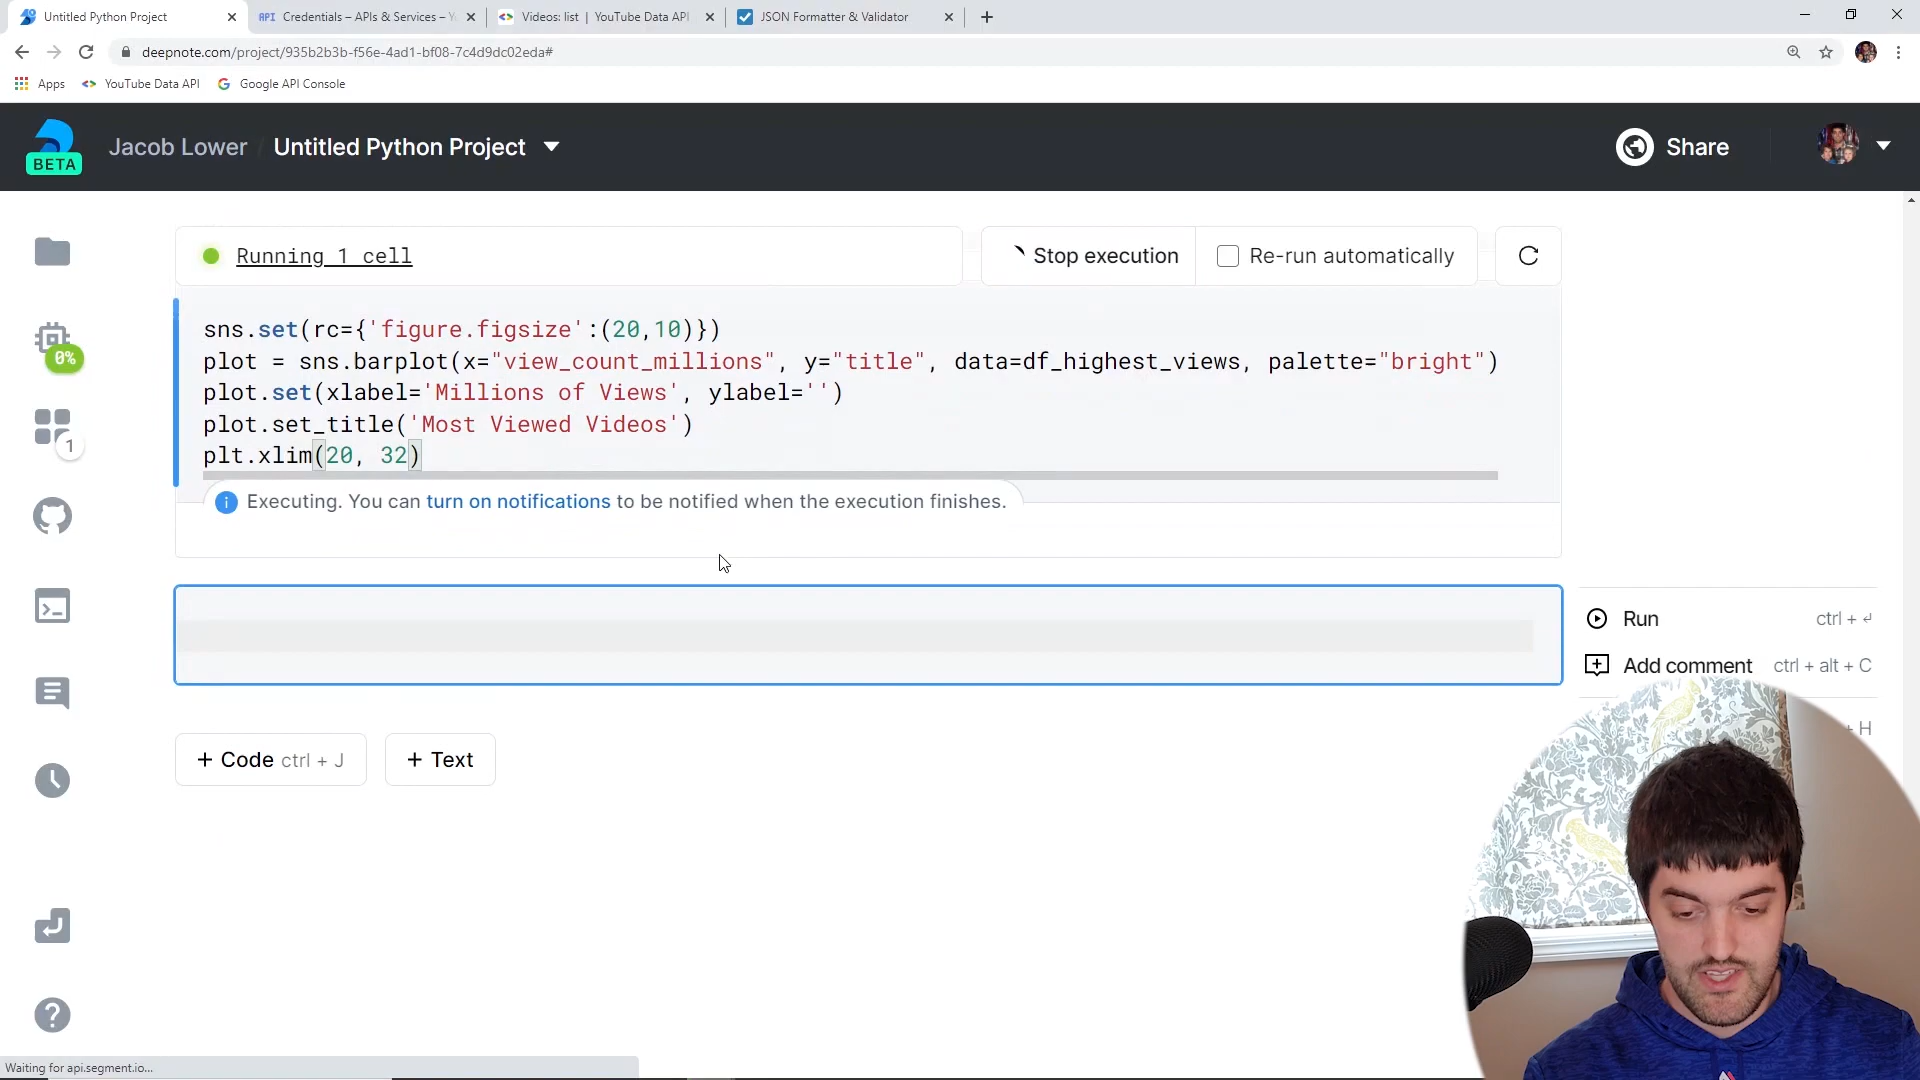 Untitled Python Project
API Credentials – APIs & Services – Y
Videos: list | YouTube Data API
JSON Formatter & Validator
deepnote.com/project/935b2b3b-f56e-4ad1-bf08-7c4d9dc02eda#
Apps
YouTube Data API
Google API Console
BETA
Jacob Lower / Untitled Python Project
Share
Running 1 cell
Stop execution
Re-run automatically
0%
sns.set(rc={'figure.figsize':(20,10)})
plot = sns.barplot(x="view_count_millions", y="title", data=df_highest_views, palette="bright")
plot.set(xlabel='Millions of Views', ylabel='')
plot.set_title('Most Viewed Videos')
plt.xlim(20, 32)
1
Executing. You can turn on notifications to be notified when the execution finishes.
Run ctrl + ↵
Add comment ctrl + alt + C
+ H
+ Code ctrl + J
+ Text
Waiting for api.segment.io...